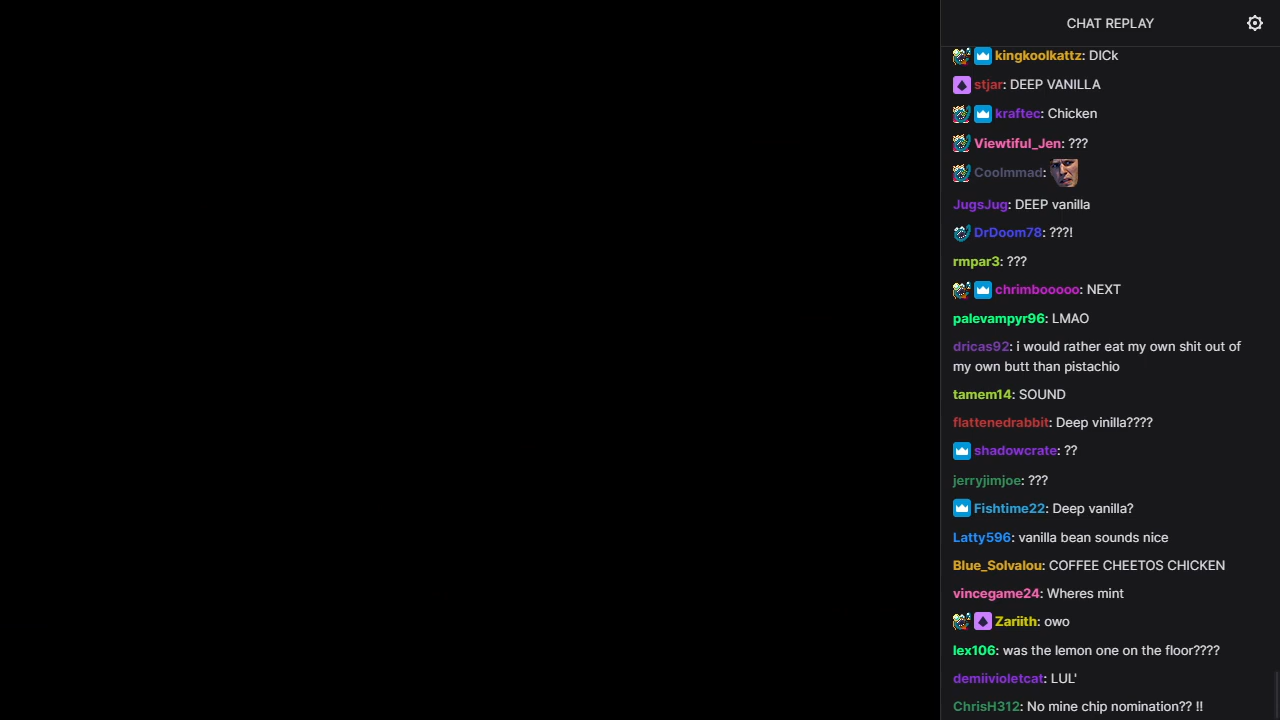 CHAT REPLAY
kingkoolkattz: DICk
stjar: DEEP VANILLA
kraftec: Chicken
Viewtiful_Jen: ???
Coolmmad:
JugsJug: DEEP vanilla
DrDoom78: ???!
rmpar3: ???
chrimbooooo: NEXT
palevampyr96: LMAO
dricas92: i would rather eat my own shit out of
my own butt than pistachio
tamem14: SOUND
flattenedrabbit: Deep vinilla????
shadowcrate: ??
jerryjimjoe: ???
Fishtime22: Deep vanilla?
Latty596: vanilla bean sounds nice
Blue_Solvalou: COFFEE CHEETOS CHICKEN
vincegame24: Wheres mint
Zariith: owo
lex106: was the lemon one on the floor????
demiivioletcat: LUL'
ChrisH312: No mine chip nomination?? !!